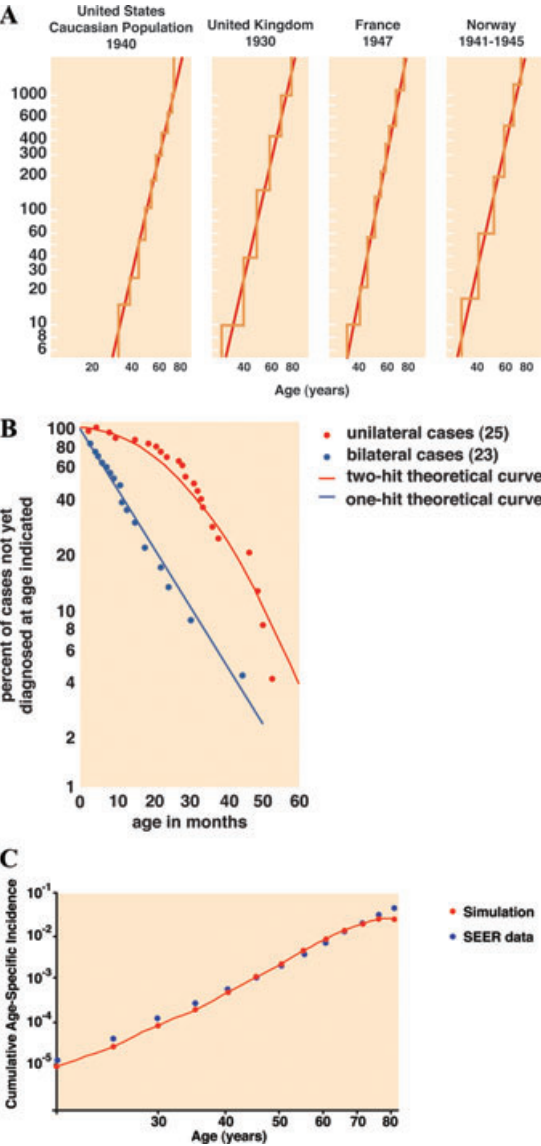 A
United States
Caucasian Population
1940
United Kingdom
1930
France
1947
Norway
1941-1945
1000
600
400
300
200
100
60
40
30
20
10
8
6
20 40 60 80
40 60 80
40 60 80
40 60 80
Age (years)
B
percent of cases not yet
diagnosed at age indicated
100
80
60
40
20
10
8
6
4
2
1
0 10 20 30 40 50 60
age in months
unilateral cases (25)
bilateral cases (23)
two-hit theoretical curve
one-hit theoretical curve
C
Cumulative Age-Specific Incidence
10-1
10-2
10-3
10-4
10-5
30 40 50 60 70 80
Age (years)
Simulation
SEER data